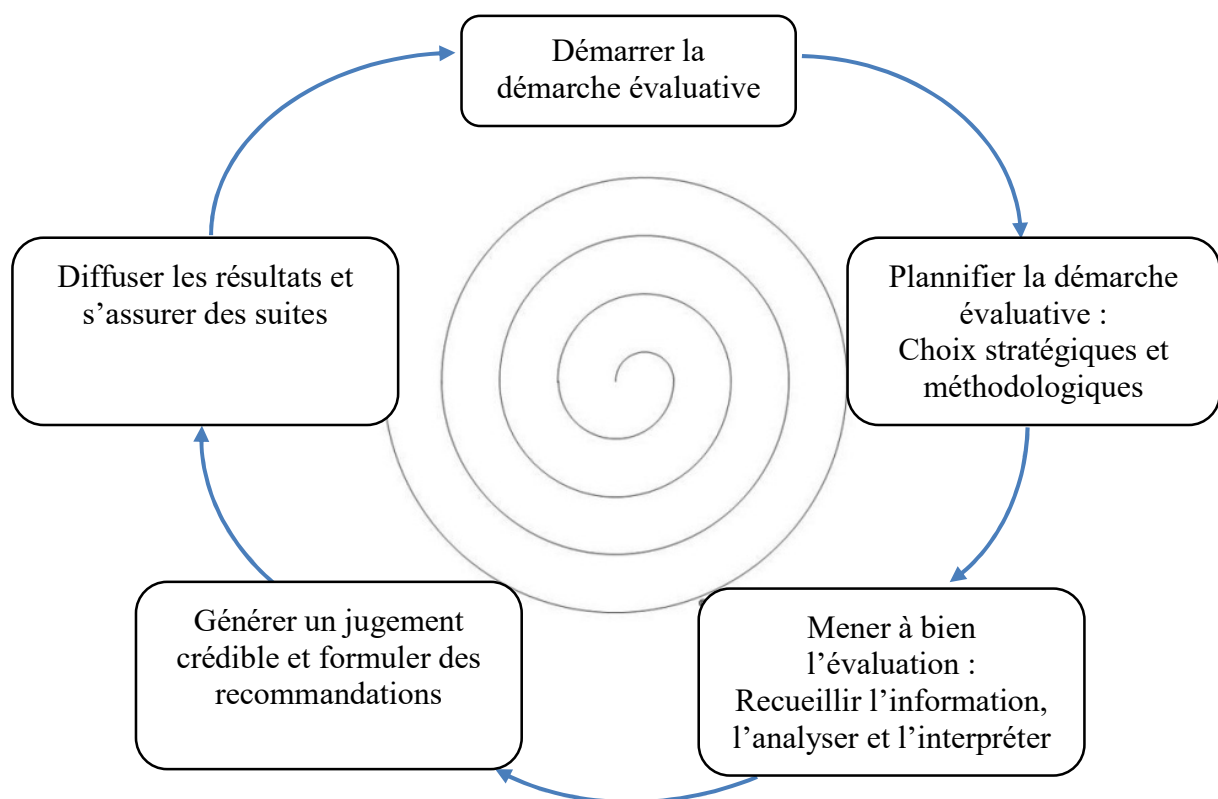 Démarrer la
démarche évaluative
Plannifier la démarche
évaluative :
Choix stratégiques et
méthodologiques
Mener à bien
l’évaluation :
Recueillir l’information,
l’analyser et l’interpréter
Générer un jugement
crédible et formuler des
recommandations
Diffuser les résultats et
s’assurer des suites